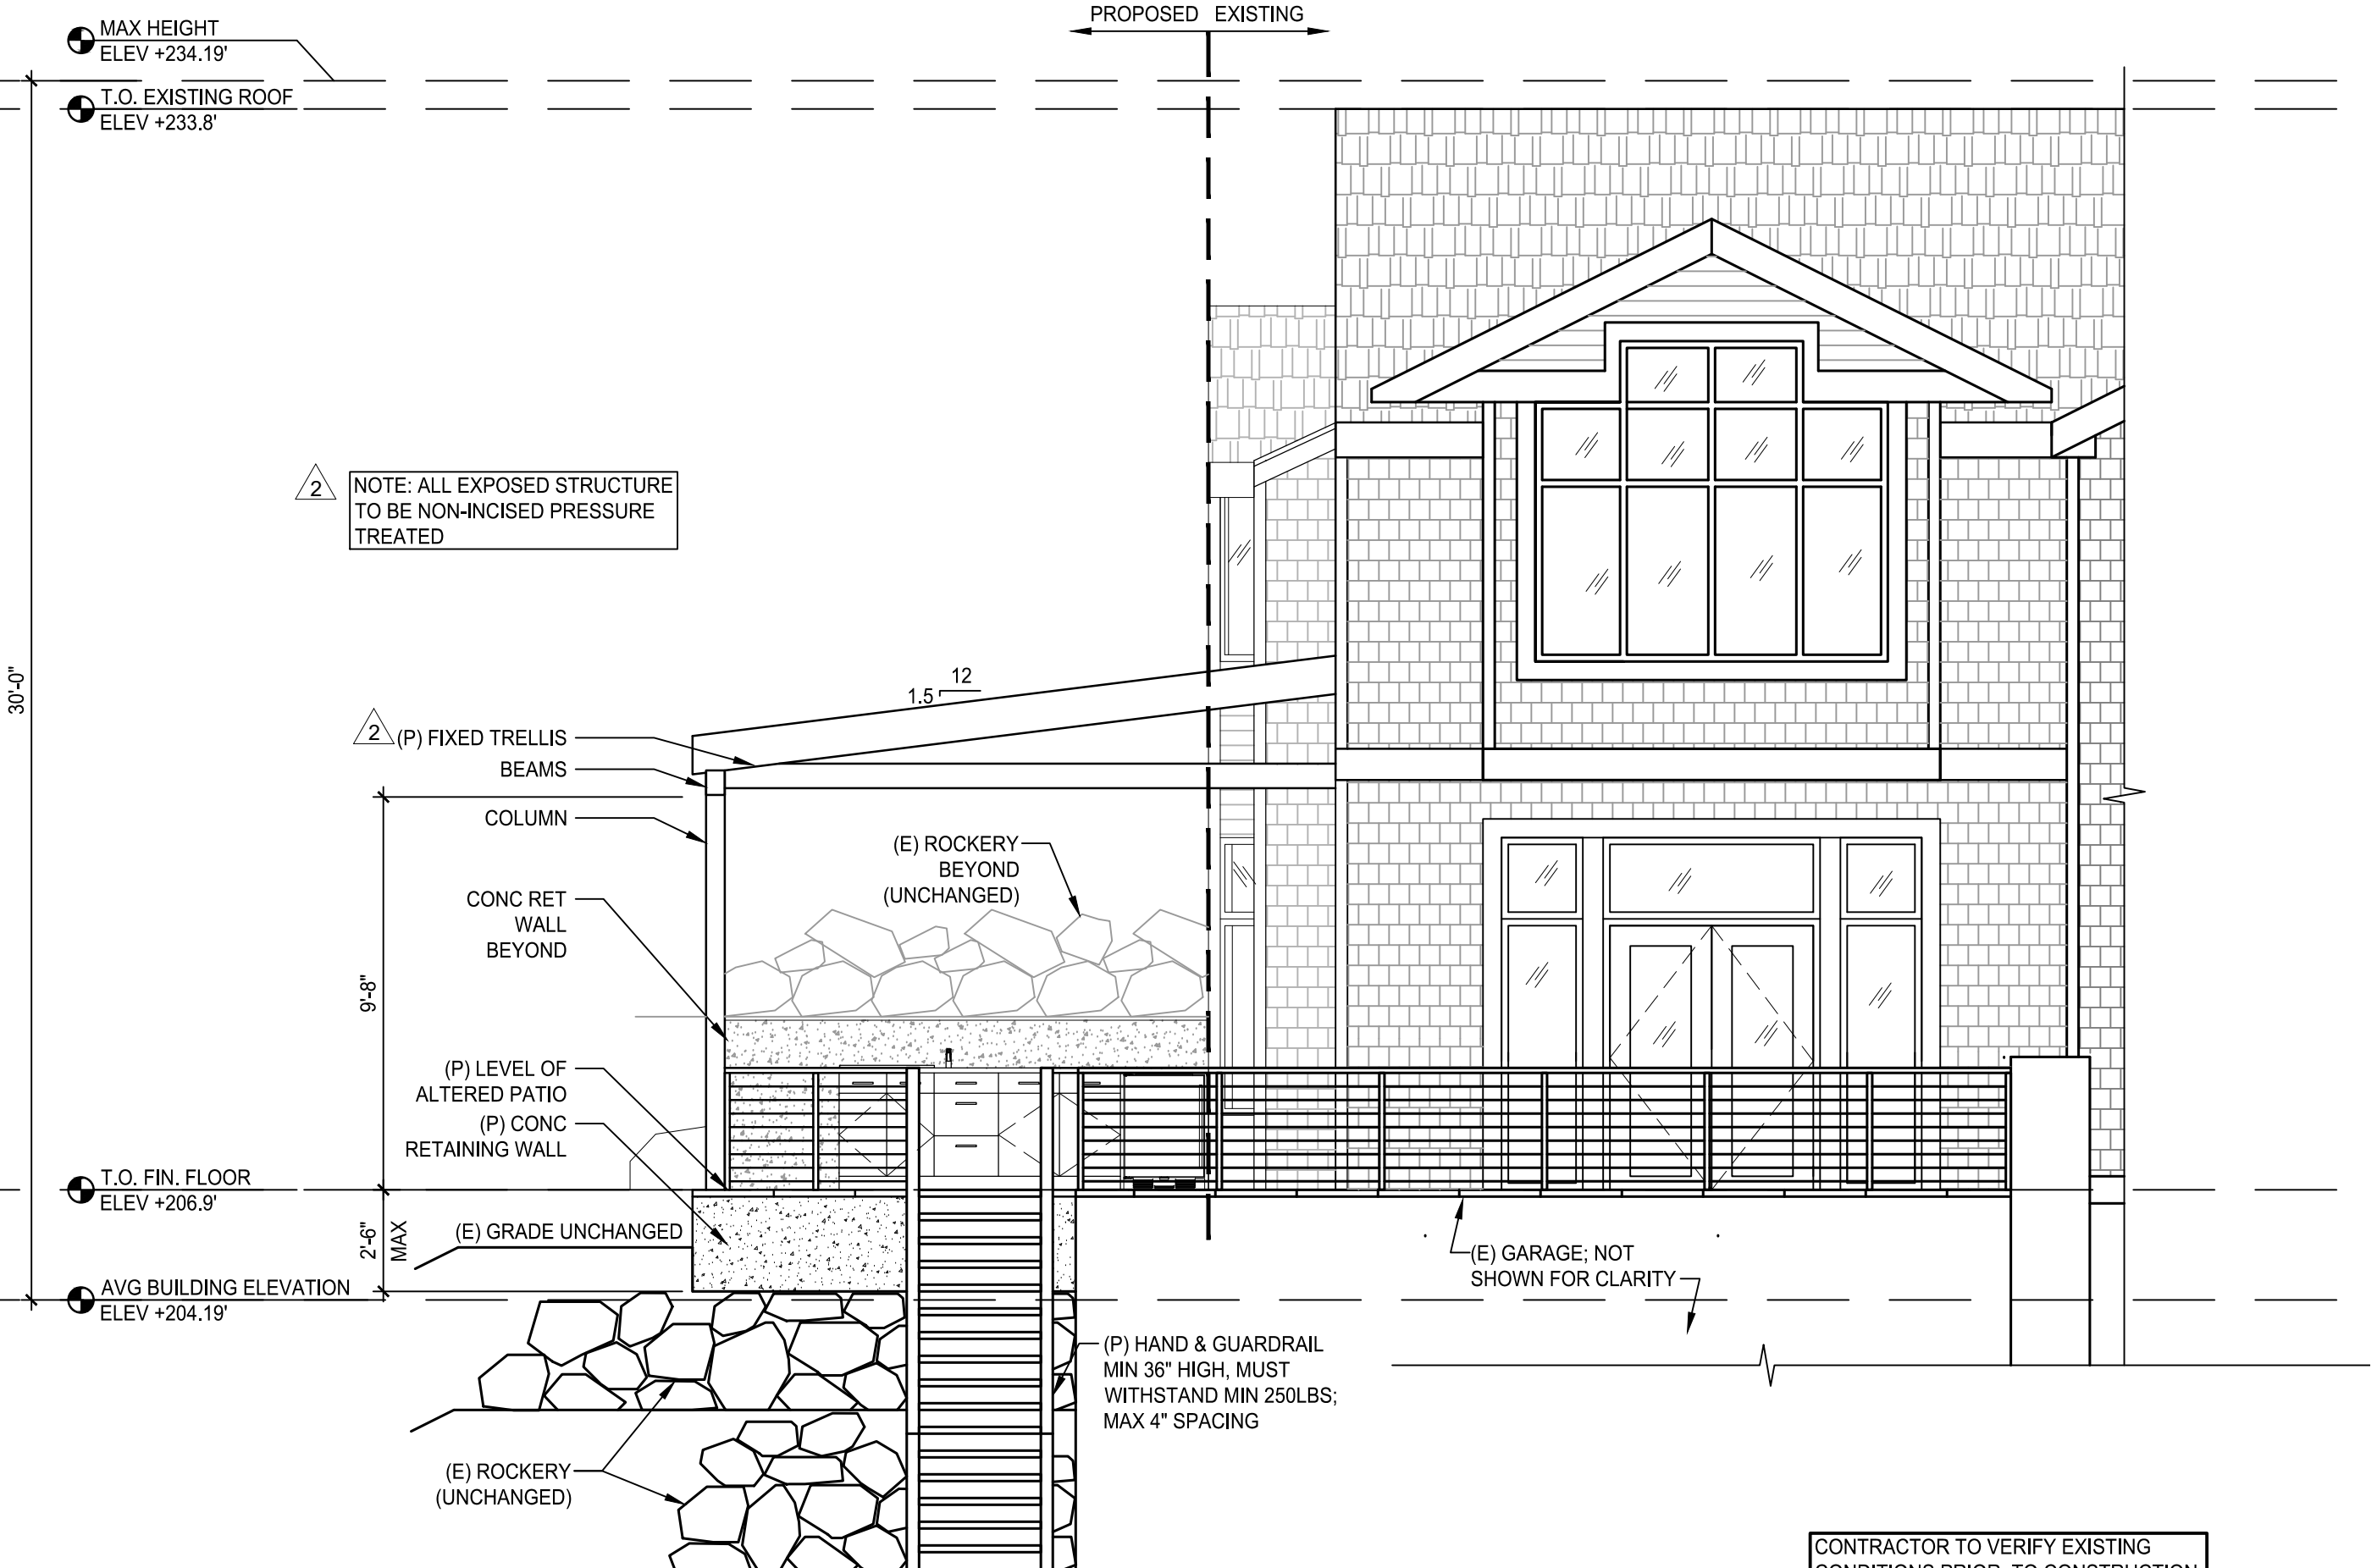 PROPOSED EXISTING
MAX HEIGHT
ELEV +234.19'
T.O. EXISTING ROOF
ELEV +233.8'
2
NOTE: ALL EXPOSED STRUCTURE
TO BE NON-INCISED PRESSURE
TREATED
30'-0"
12
1.5
2
(P) FIXED TRELLIS
BEAMS
COLUMN
(E) ROCKERY
BEYOND
(UNCHANGED)
CONC RET
WALL
BEYOND
9'-8"
(P) LEVEL OF
ALTERED PATIO
(P) CONC
RETAINING WALL
T.O. FIN. FLOOR
ELEV +206.9'
2'-6"
MAX
(E) GRADE UNCHANGED
(E) GARAGE; NOT
SHOWN FOR CLARITY
AVG BUILDING ELEVATION
ELEV +204.19'
(P) HAND & GUARDRAIL
MIN 36" HIGH, MUST
WITHSTAND MIN 250LBS;
MAX 4" SPACING
(E) ROCKERY
(UNCHANGED)
CONTRACTOR TO VERIFY EXISTING
CONDITIONS PRIOR TO CONSTRUCTION